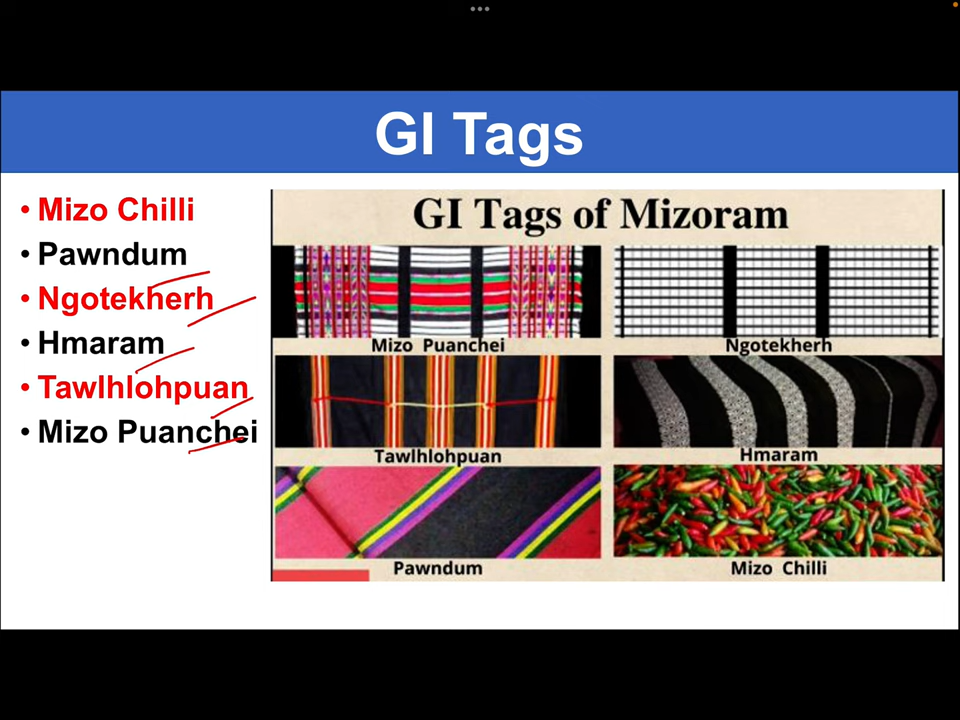 GI Tags
• Mizo Chilli
• Pawndum
• Ngotekherh
• Hmaram
• Tawlhlohpuan
• Mizo Puanchei
GI Tags of Mizoram
Mizo Puanchei
Ngotekherh
Tawlhlohpuan
Hmaram
Pawndum
Mizo Chilli